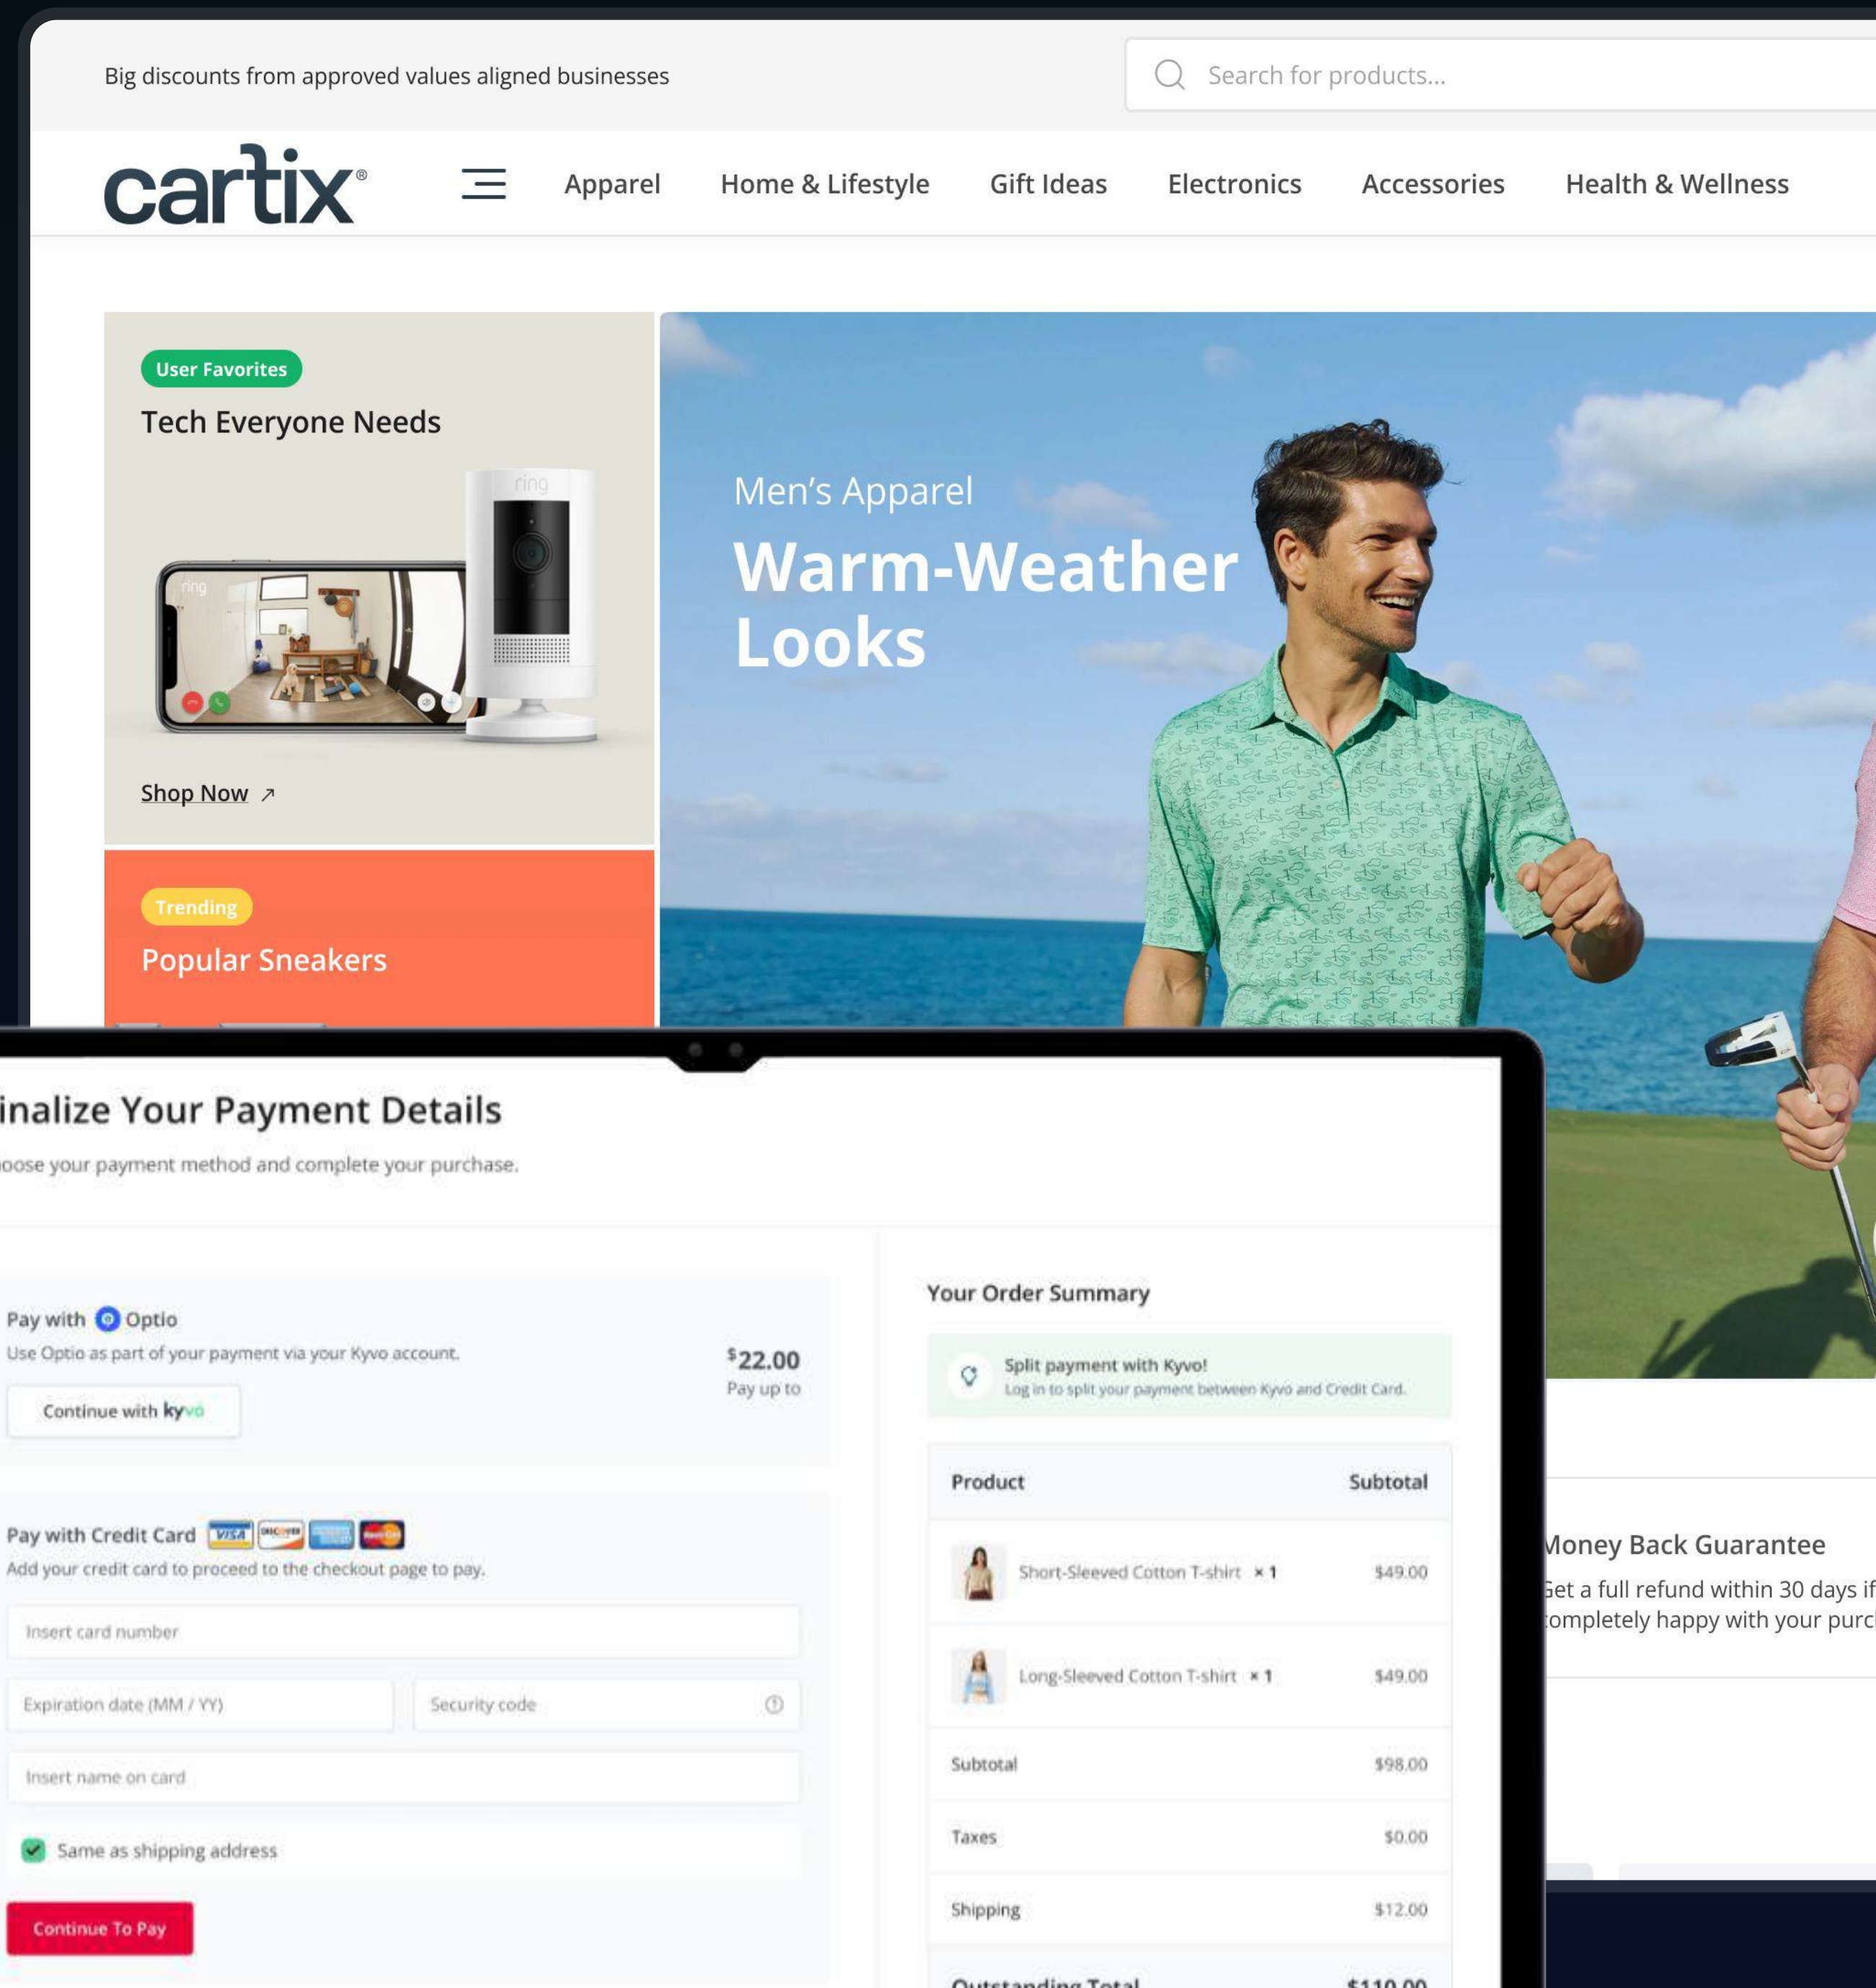 Big discounts from approved values aligned businesses
Search for products...
cartix®
Apparel
Home & Lifestyle
Gift Ideas
Electronics
Accessories
Health & Wellness
User Favorites
Tech Everyone Needs
ring
ring
Shop Now
Men's Apparel
Warm-Weather
Looks
Trending
Popular Sneakers
inalize Your Payment Details
oose your payment method and complete your purchase.
Pay with Optio
Use Optio as part of your payment via your Kyvo account.
$22.00
Pay up to
Continue with kyvo
Pay with Credit Card VISA DISCOVER
Add your credit card to proceed to the checkout page to pay.
Insert card number
Expiration date (MM / YY)
Security code
Insert name on card
Same as shipping address
Continue To Pay
Your Order Summary
Split payment with Kyvo!
Log in to split your payment between Kyvo and Credit Card.
Product Subtotal
Short-Sleeved Cotton T-shirt × 1 $49.00
Long-Sleeved Cotton T-shirt × 1 $49.00
Subtotal $98.00
Taxes $0.00
Shipping $12.00
Outstanding Total $110.00
Money Back Guarantee
Get a full refund within 30 days if
completely happy with your purc